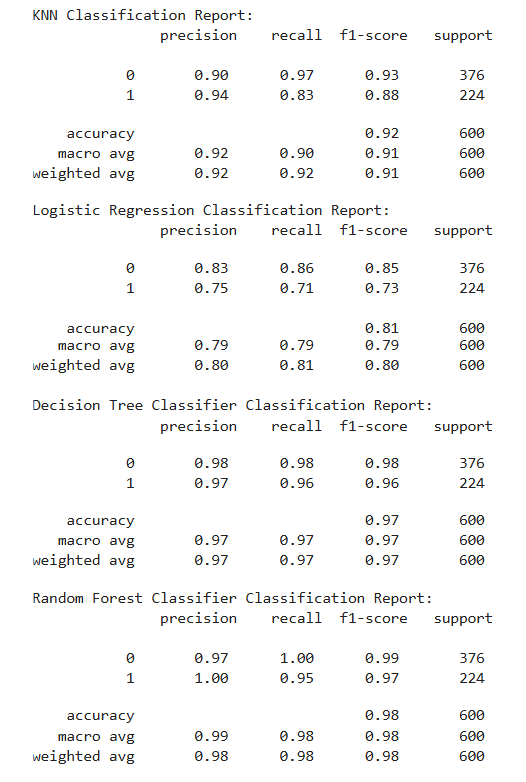 KNN Classification Report:
precision recall f1-score support
0 0.90 0.97 0.93 376
1 0.94 0.83 0.88 224
accuracy 0.92 600
macro avg 0.92 0.90 0.91 600
weighted avg 0.92 0.92 0.91 600
Logistic Regression Classification Report:
precision recall f1-score support
0 0.83 0.86 0.85 376
1 0.75 0.71 0.73 224
accuracy 0.81 600
macro avg 0.79 0.79 0.79 600
weighted avg 0.80 0.81 0.80 600
Decision Tree Classifier Classification Report:
precision recall f1-score support
0 0.98 0.98 0.98 376
1 0.97 0.96 0.96 224
accuracy 0.97 600
macro avg 0.97 0.97 0.97 600
weighted avg 0.97 0.97 0.97 600
Random Forest Classifier Classification Report:
precision recall f1-score support
0 0.97 1.00 0.99 376
1 1.00 0.95 0.97 224
accuracy 0.98 600
macro avg 0.99 0.98 0.98 600
weighted avg 0.98 0.98 0.98 600